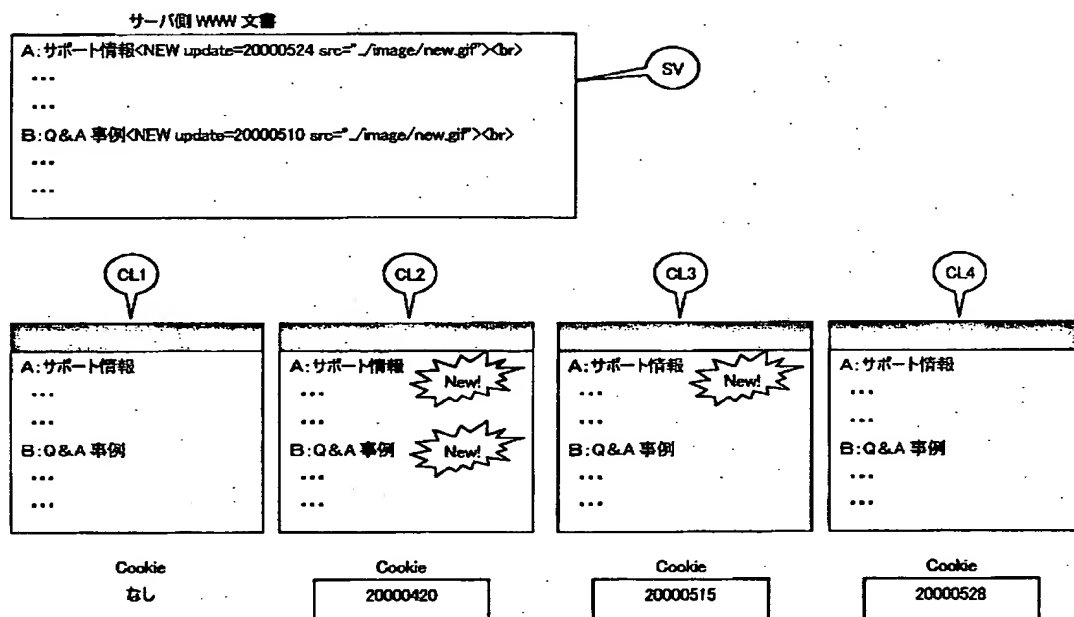 サーバ側 WWW 文書
A:サポート情報<NEW update=20000524 src="../image/new.gif"><br>
...
...
B:Q&A 事例<NEW update=20000510 src="../image/new.gif"><br>
...
...
SV
CL1
CL2
CL3
CL4
A:サポート情報
...
...
B:Q&A 事例
...
...
Cookie
なし
A:サポート情報
New!
...
...
B:Q&A 事例
New!
...
...
Cookie
20000420
A:サポート情報
New!
...
...
B:Q&A 事例
...
...
Cookie
20000515
A:サポート情報
...
...
B:Q&A 事例
...
...
Cookie
20000528